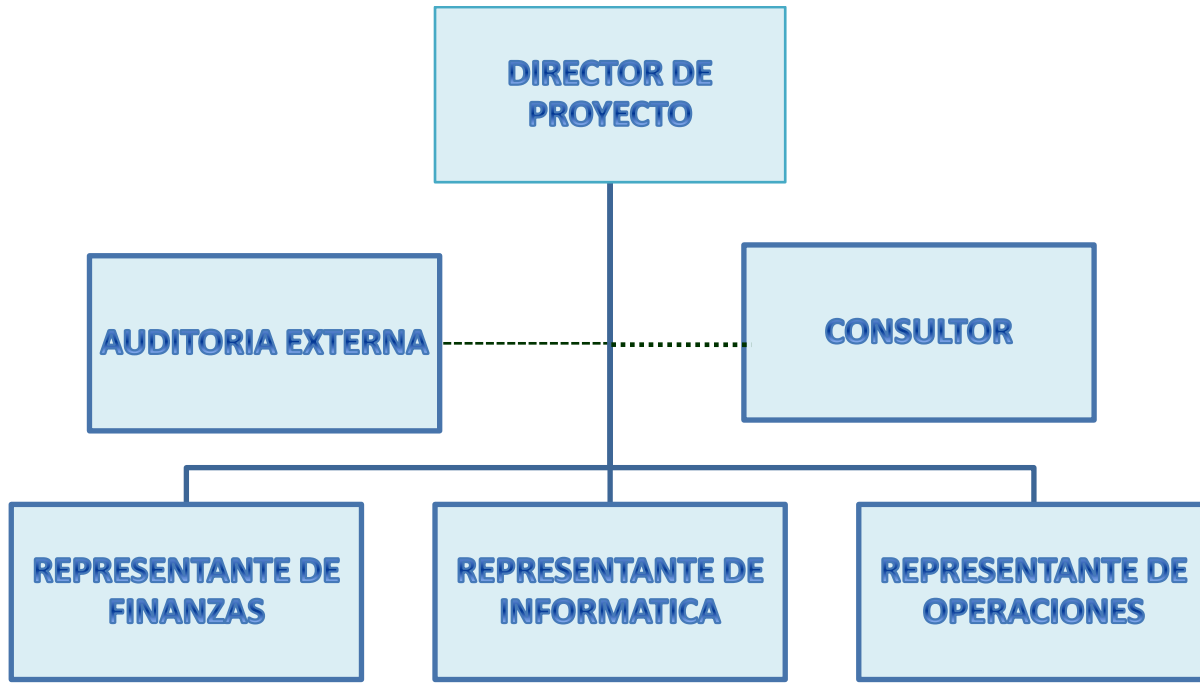 DIRECTOR DE
PROYECTO
AUDITORIA EXTERNA
CONSULTOR
REPRESENTANTE DE
FINANZAS
REPRESENTANTE DE
INFORMATICA
REPRESENTANTE DE
OPERACIONES